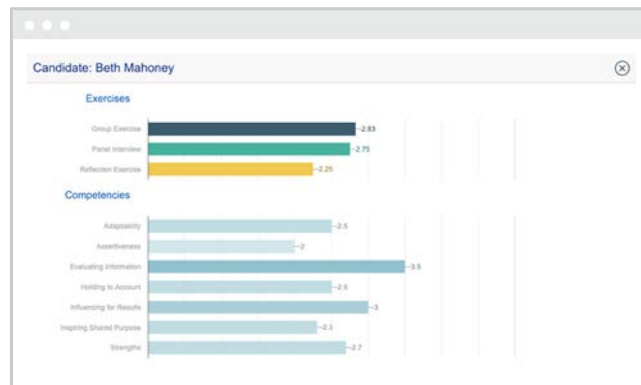 Candidate: Beth Mahoney
Exercises
Group Exercise 2.83
Panel Interview 2.75
Reflection Exercise 2.25
Competencies
Adaptability 2.5
Assertiveness 2
Evaluating Information 3.5
Holding to Account 2.5
Influencing for Results 3
Inspiring Shared Purpose 2.3
Strengths 2.7